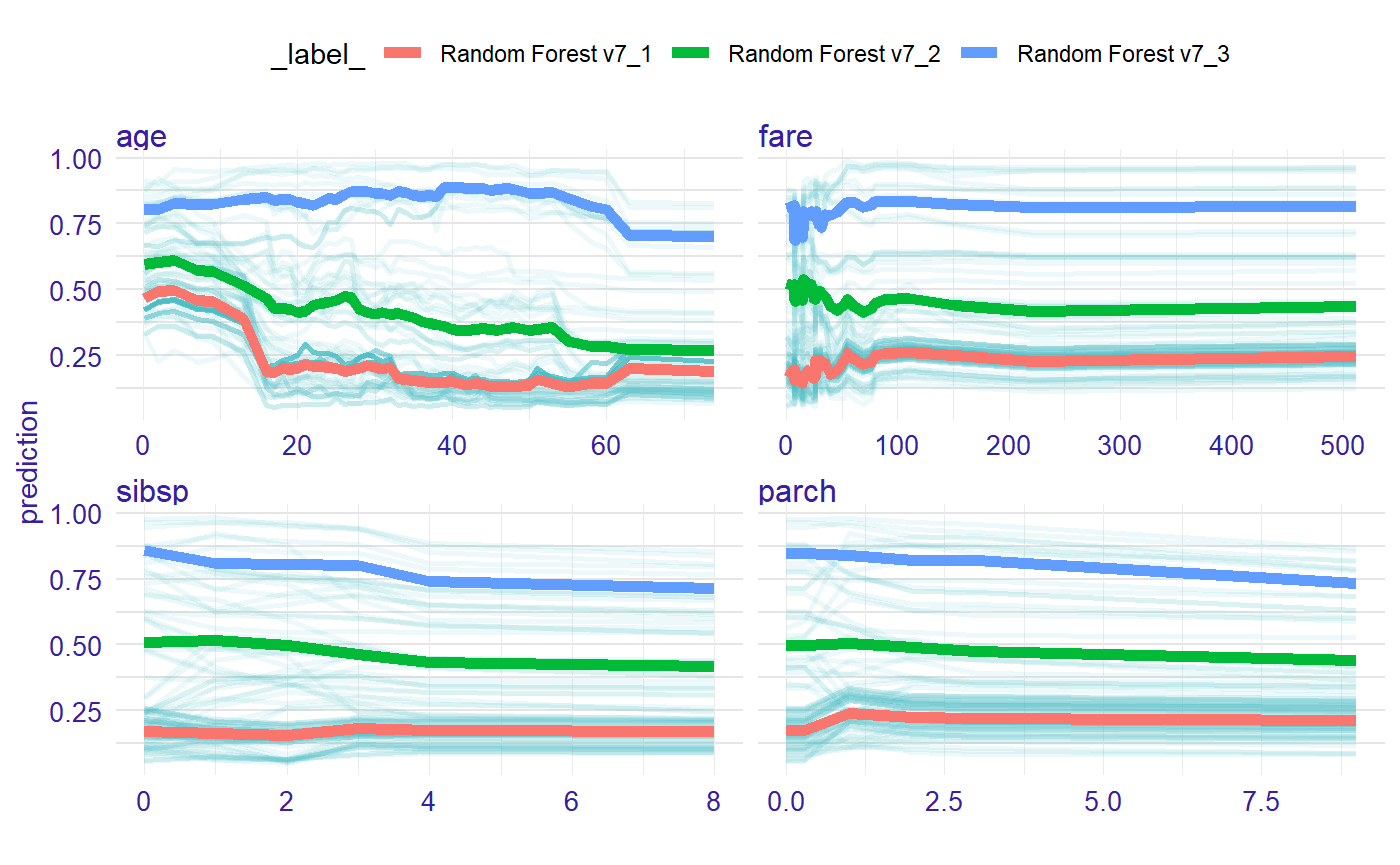 _label_ Random Forest v7_1 Random Forest v7_2 Random Forest v7_3
prediction
age
1.00
0.75
0.50
0.25
0 20 40 60
fare
0 100 200 300 400 500
sibsp
1.00
0.75
0.50
0.25
0 2 4 6 8
parch
0.0 2.5 5.0 7.5